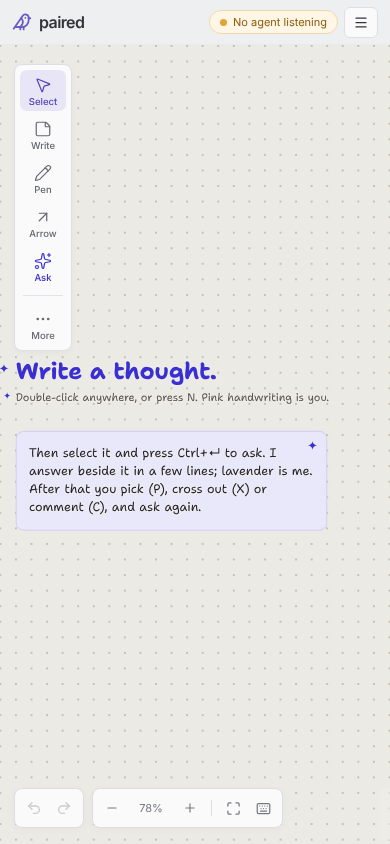 paired
No agent listening
Select
Write
Pen
Arrow
Ask
More
Write a thought.
Double-click anywhere, or press N. Pink handwriting is you.
Then select it and press Ctrl+↵ to ask. I
answer beside it in a few lines; lavender is me.
After that you pick (P), cross out (X) or
comment (C), and ask again.
78%